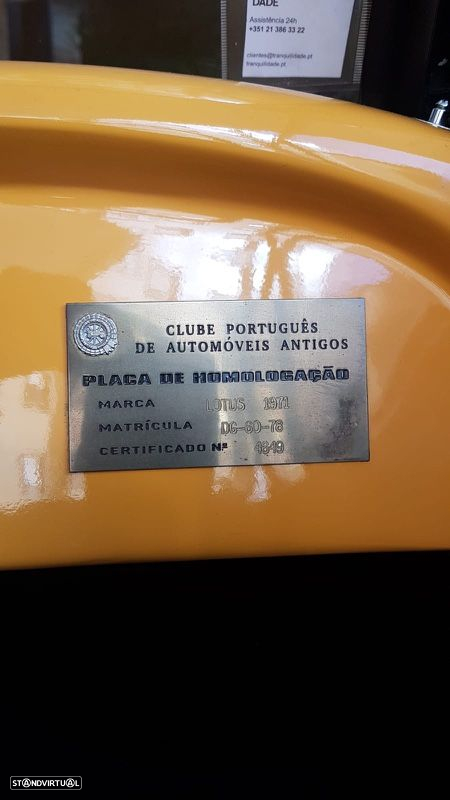 DADE
Assistência 24h
+351 21 386 33 22
clientes@tranquilidade.pt
tranquilidade.pt
CLUBE PORTUGUÊS
DE AUTOMÓVEIS ANTIGOS
PLACA DE HOMOLOGAÇÃO
MARCA LOTUS 1971
MATRÍCULA DG-60-78
CERTIFICADO Nº 4649
STANDVIRTUAL